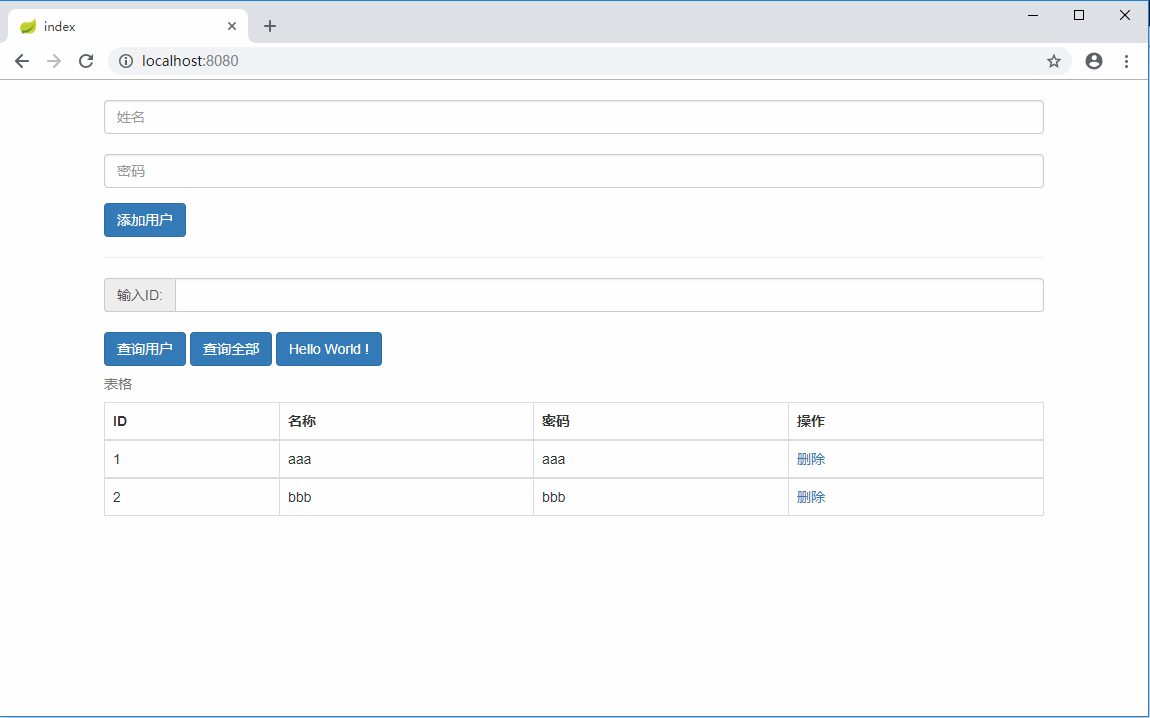 index
localhost:8080
姓名
密码
添加用户
输入ID:
查询用户 查询全部 Hello World !
表格
ID 名称 密码 操作
1 aaa aaa 删除
2 bbb bbb 删除